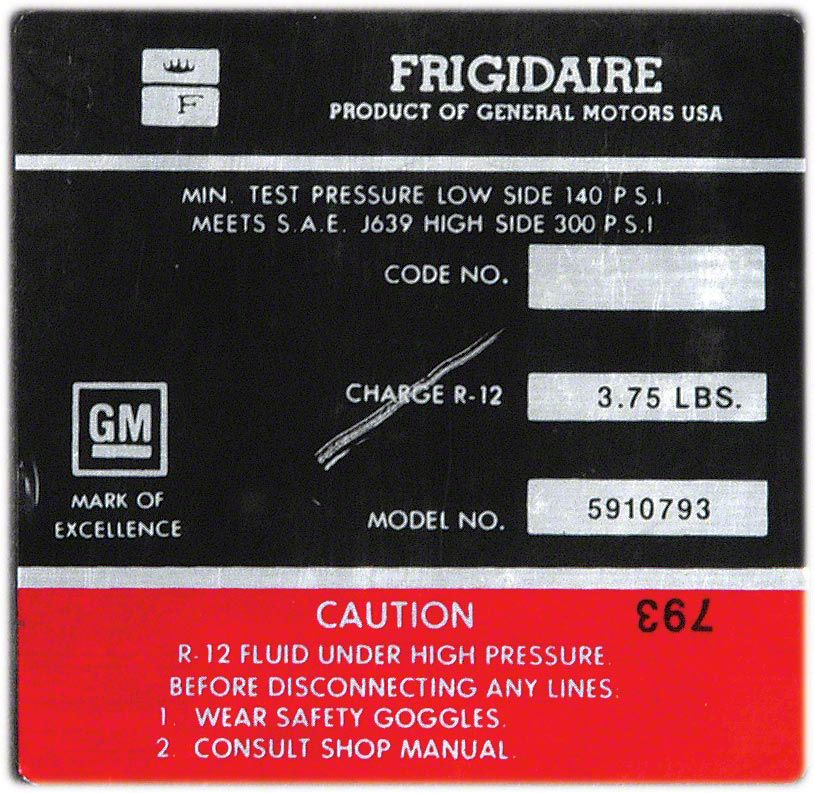 F
FRIGIDAIRE
PRODUCT OF GENERAL MOTORS USA
MIN. TEST PRESSURE LOW SIDE 140 P.S.I.
MEETS S.A.E. J639 HIGH SIDE 300 P.S.I.
CODE NO.
CHARGE R-12 3.75 LBS.
GM
MARK OF
EXCELLENCE
MODEL NO. 5910793
CAUTION
793
R-12 FLUID UNDER HIGH PRESSURE.
BEFORE DISCONNECTING ANY LINES:
1. WEAR SAFETY GOGGLES.
2. CONSULT SHOP MANUAL.